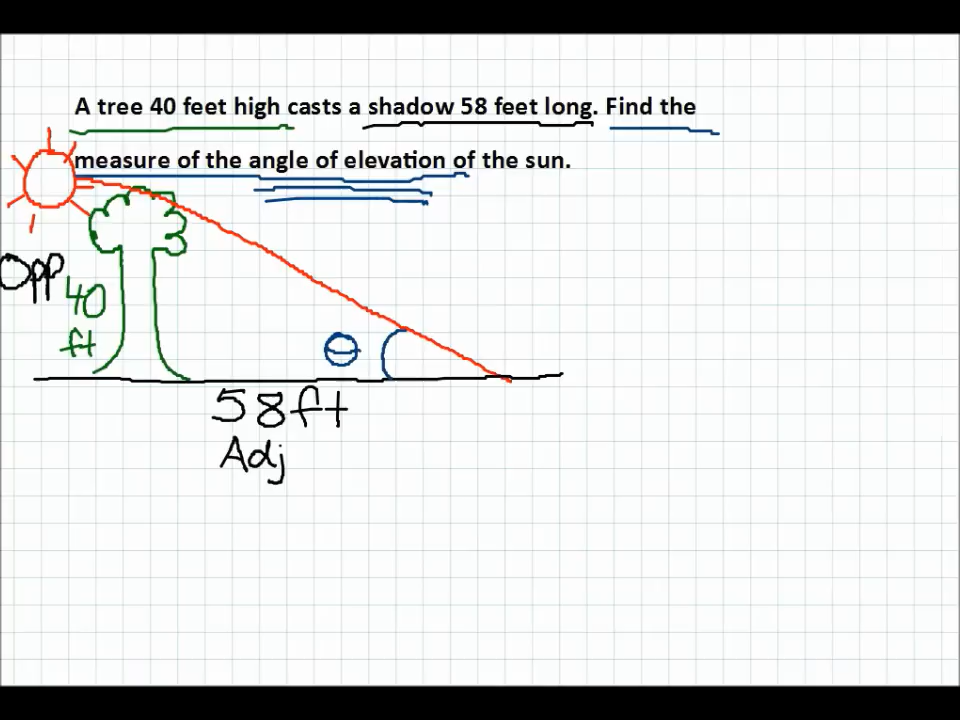 A tree 40 feet high casts a shadow 58 feet long. Find the
measure of the angle of elevation of the sun.
Opp
40
ft
θ
58ft
Adj